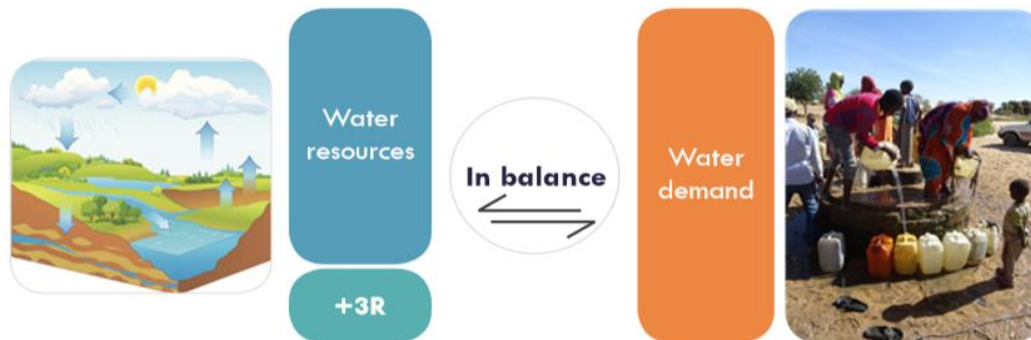 Water
resources
+3R
In balance
Water
demand